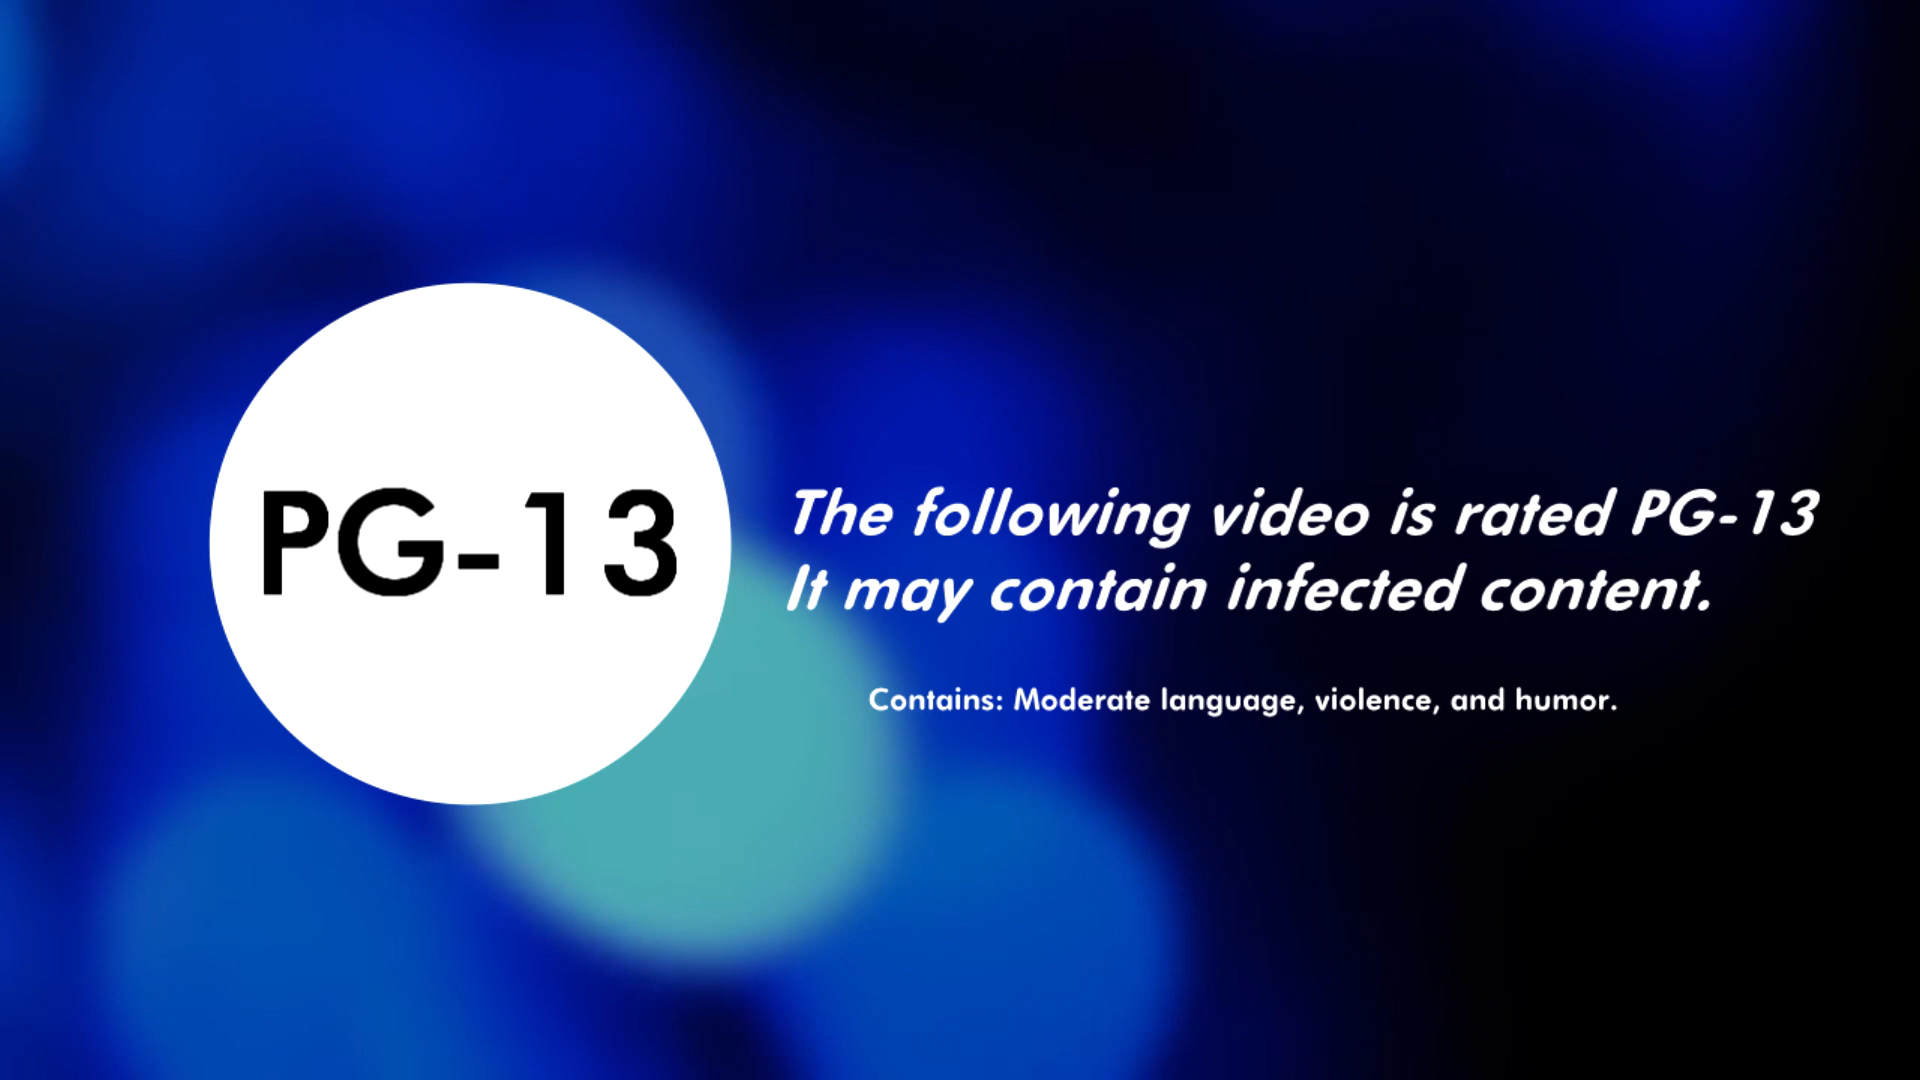 PG-13
The following video is rated PG-13
It may contain infected content.
Contains: Moderate language, violence, and humor.